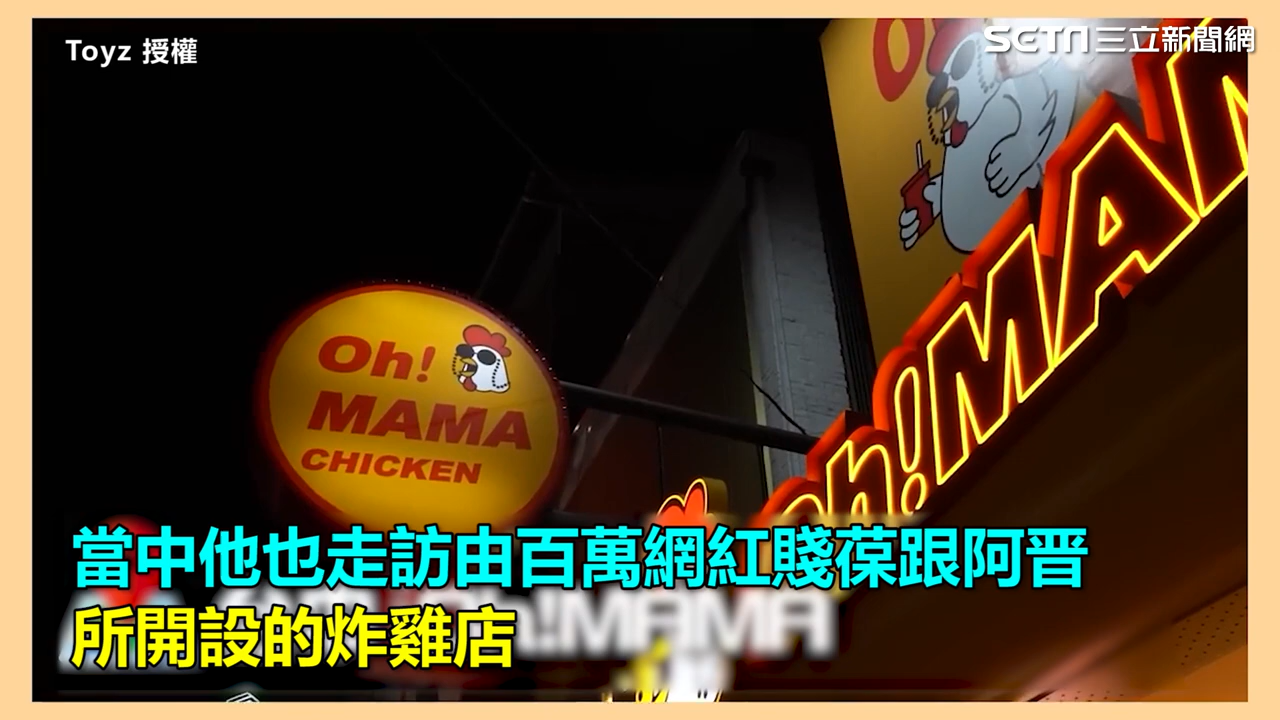 Toyz 授權
SETN三立新聞網
Oh!
MAMA
CHICKEN
Oh!MAM
當中他也走訪由百萬網紅賤葆跟阿晋
所開設的炸雞店
h!MAMA